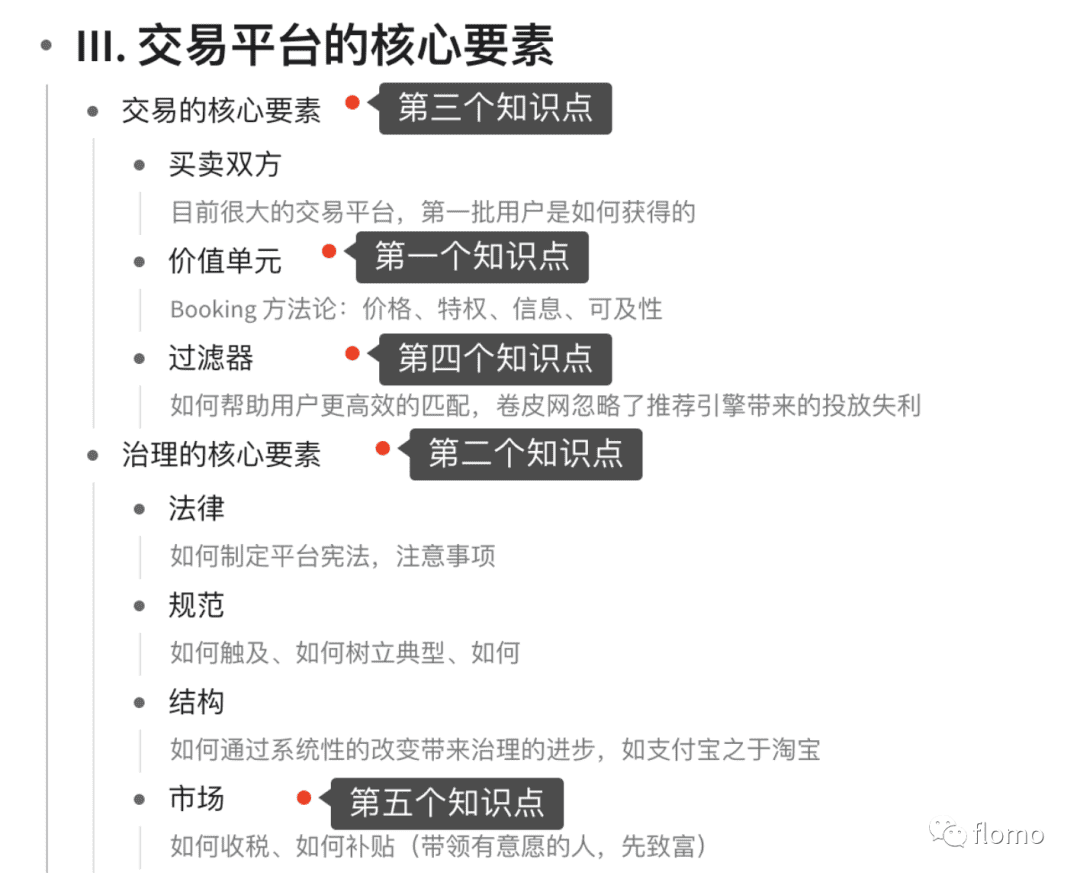 III. 交易平台的核心要素
交易的核心要素 第三个知识点
买卖双方
目前很大的交易平台，第一批用户是如何获得的
价值单元 第一个知识点
Booking 方法论：价格、特权、信息、可及性
过滤器 第四个知识点
如何帮助用户更高效的匹配，卷皮网忽略了推荐引擎带来的投放失利
治理的核心要素 第二个知识点
法律
如何制定平台宪法，注意事项
规范
如何触及、如何树立典型、如何
结构
如何通过系统性的改变带来治理的进步，如支付宝之于淘宝
市场 第五个知识点
如何收税、如何补贴（带领有意愿的人，先致富）
flomo